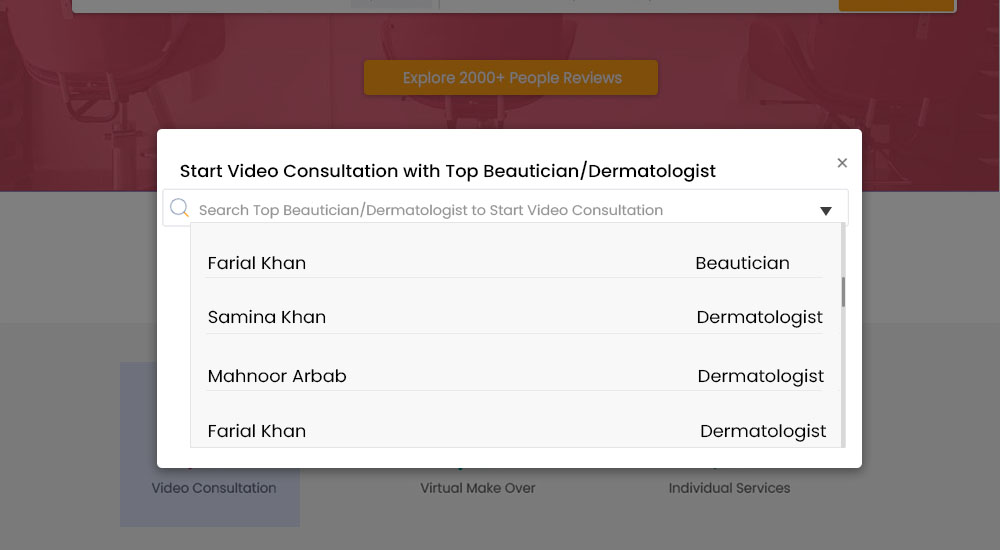 Explore 2000+ People Reviews
Start Video Consultation with Top Beautician/Dermatologist ×
Search Top Beautician/Dermatologist to Start Video Consultation
Farial Khan Beautician
Samina Khan Dermatologist
Mahnoor Arbab Dermatologist
Farial Khan Dermatologist
Video Consultation Virtual Make Over Individual Services